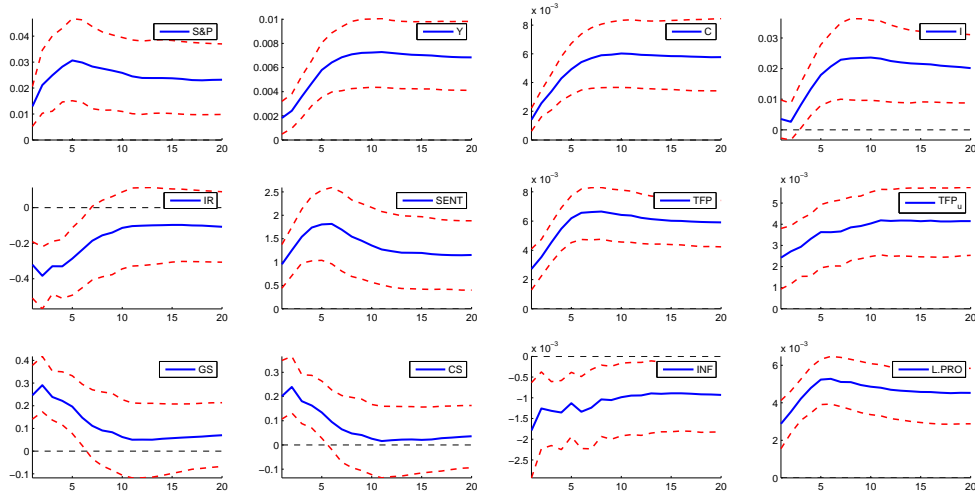 S&P
0.04
0.03
0.02
0.01
0
5 10 15 20
Y
0.01
0.008
0.006
0.004
0.002
0
5 10 15 20
x 10⁻³
C
8
6
4
2
0
5 10 15 20
I
0.03
0.02
0.01
0
5 10 15 20
IR
0
−0.2
−0.4
5 10 15 20
SENT
2.5
2
1.5
1
0.5
0
5 10 15 20
x 10⁻³
TFP
8
6
4
2
0
5 10 15 20
x 10⁻³
TFPᵤ
5
4
3
2
1
0
5 10 15 20
GS
0.4
0.3
0.2
0.1
0
−0.1
5 10 15 20
CS
0.3
0.2
0.1
0
−0.1
5 10 15 20
x 10⁻³
INF
0
−0.5
−1
−1.5
−2
−2.5
5 10 15 20
x 10⁻³
L.PRO
6
4
2
0
5 10 15 20